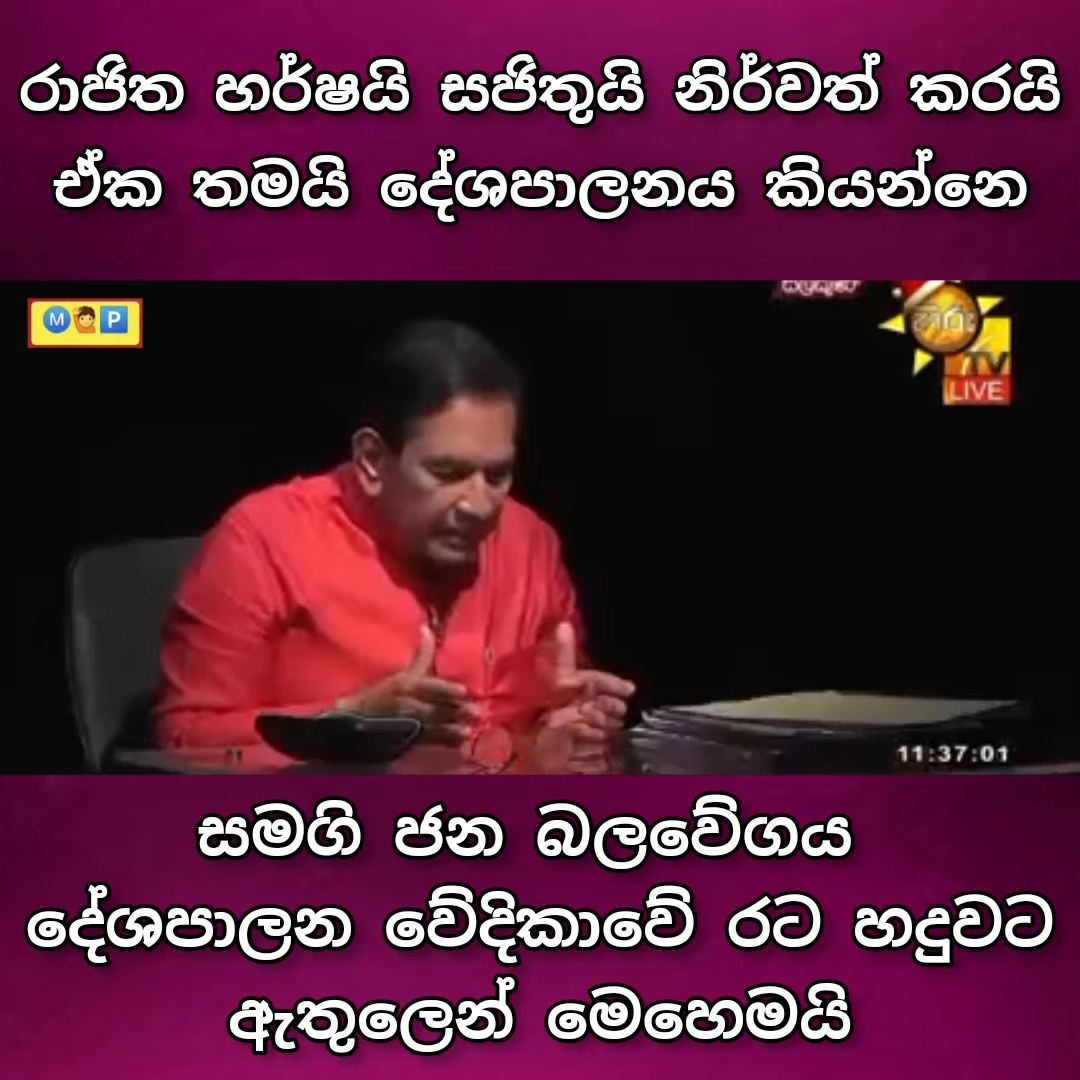 රාජිත හර්ෂයි සජිතුයි නිර්වත් කරයි
ඒක තමයි දේශපාලනය කියන්නෙ
M P
සලකුණ
හිරු
TV
LIVE
11:37:01
සමගි ජන බලවේගය
දේශපාලන වේදිකාවේ රට හදුවට
ඇතුලෙන් මෙහෙමයි